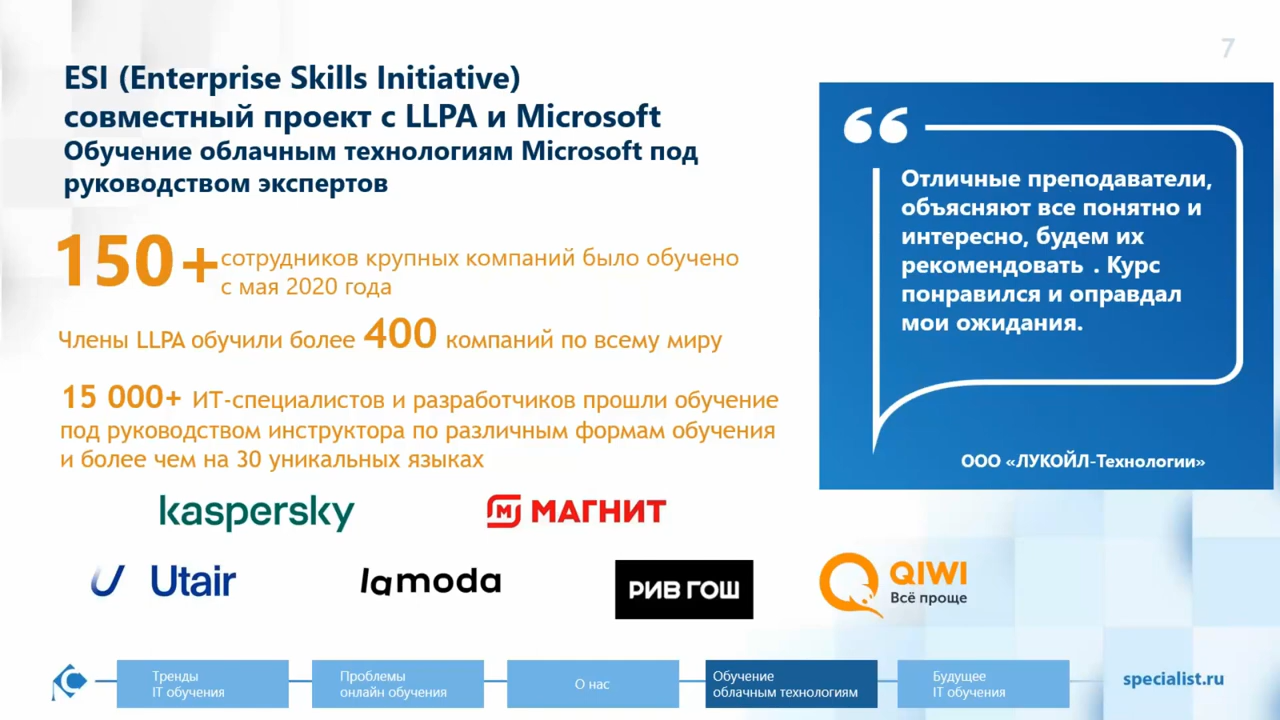 7
ESI (Enterprise Skills Initiative)
совместный проект с LLPA и Microsoft
Обучение облачным технологиям Microsoft под
руководством экспертов
150+ сотрудников крупных компаний было обучено
с мая 2020 года
Члены LLPA обучили более 400 компаний по всему миру
15 000+ ИТ-специалистов и разработчиков прошли обучение
под руководством инструктора по различным формам обучения
и более чем на 30 уникальных языках
“
Отличные преподаватели,
объясняют все понятно и
интересно, будем их
рекомендовать . Курс
понравился и оправдал
мои ожидания.
ООО «ЛУКОЙЛ-Технологии»
kaspersky
М МАГНИТ
Utair
lamoda
РИВ ГОШ
QIWI
Всё проще
Тренды
IT обучения
Проблемы
онлайн обучения
О нас
Обучение
облачным технологиям
Будущее
IT обучения
specialist.ru